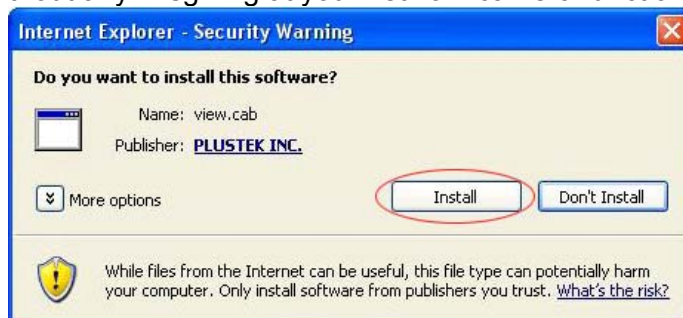 Internet Explorer - Security Warning
Do you want to install this software?
Name: view.cab
Publisher: PLUSTEK INC.
More options
Install
Don't Install
While files from the Internet can be useful, this file type can potentially harm
your computer. Only install software from publishers you trust. What's the risk?